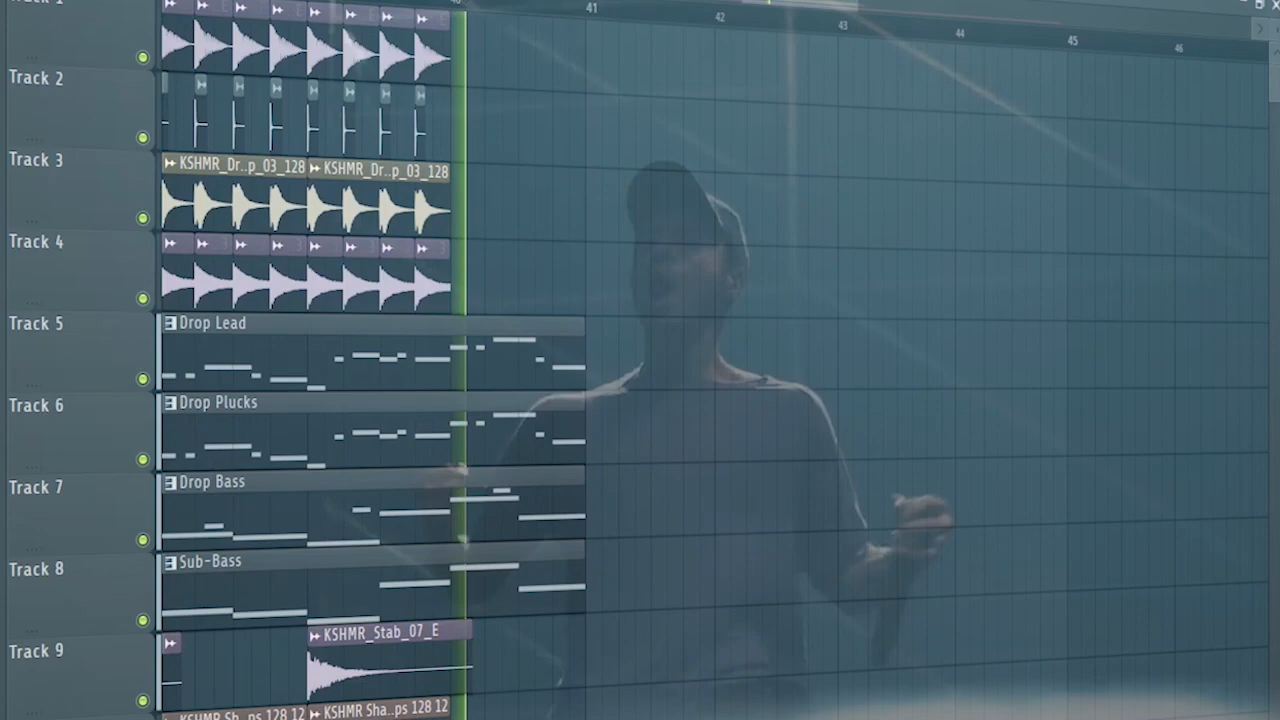 41
42
43
44
45
46
Track 2
Track 3
KSHMR_Dr..p_03_128
KSHMR_Dr..p_03_128
Track 4
Track 5
Drop Lead
Track 6
Drop Plucks
Track 7
Drop Bass
Track 8
Sub-Bass
Track 9
KSHMR_Stab_07_E
KSHMR_Sh..ps 128 12
KSHMR Sha..ps 128 12